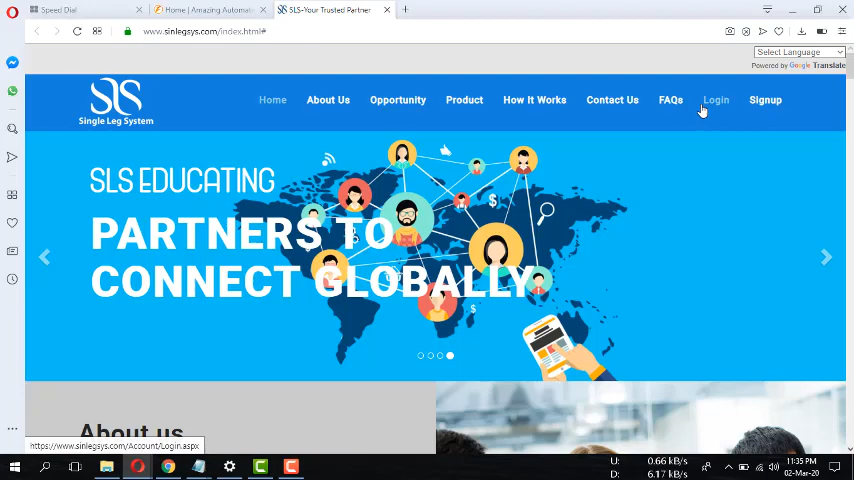 Speed Dial
Home | Amazing Automat
SLS-Your Trusted Partner
www.sinlegsys.com/index.html#
Select Language
Powered by Google Translate
SLS
Single Leg System
Home
About Us
Opportunity
Product
How It Works
Contact Us
FAQs
Login
Signup
SLS EDUCATING
PARTNERS TO
CONNECT GLOBALLY
About us
https://www.sinlegsys.com/Account/Login.aspx
U: 0.66 kB/s
D: 6.17 kB/s
11:35 PM
02-Mar-20